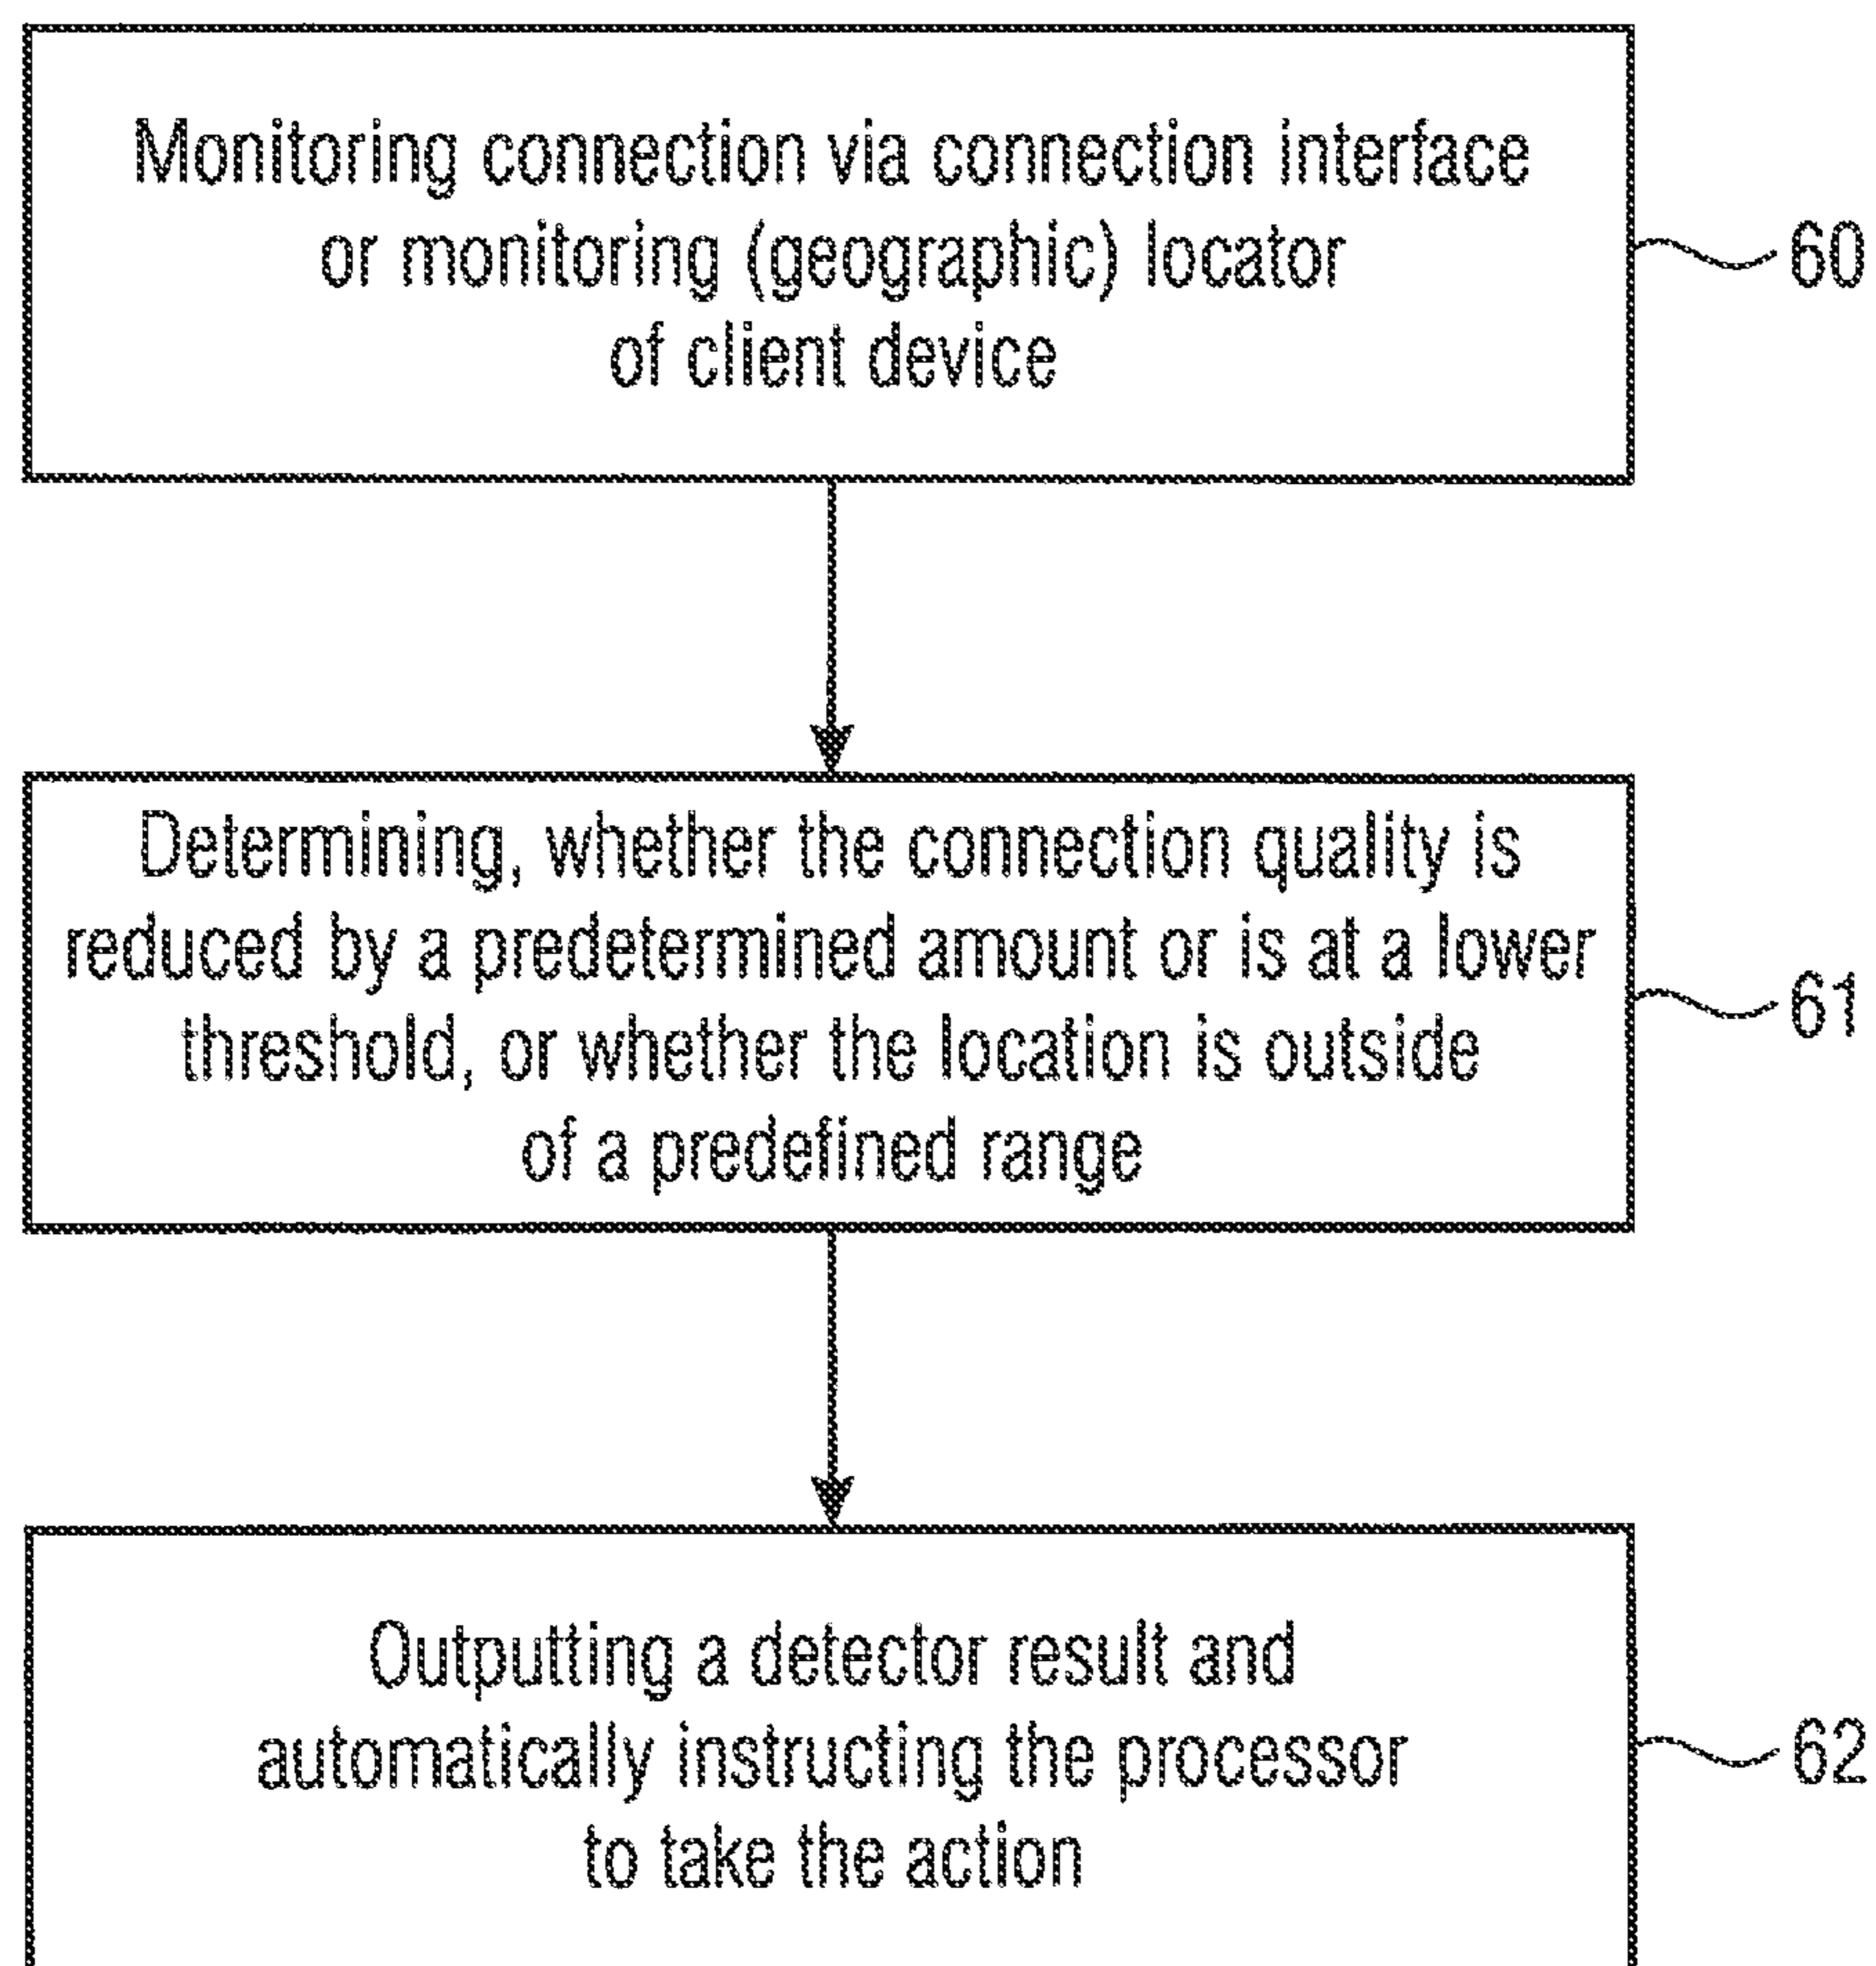 Monitoring connection via connection interface
or monitoring (geographic) locator
of client device
60
Determining, whether the connection quality is
reduced by a predetermined amount or is at a lower
threshold, or whether the location is outside
of a predefined range
61
Outputting a detector result and
automatically instructing the processor
to take the action
62